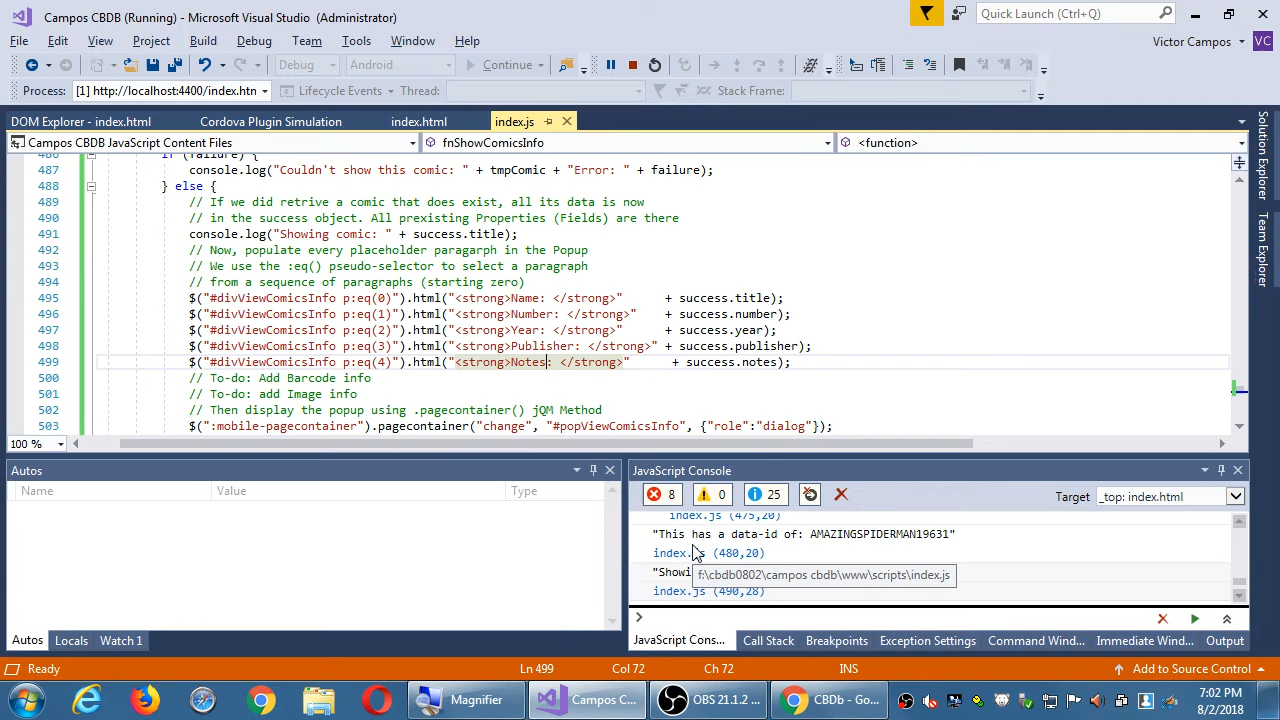 Campos CBDB (Running) - Microsoft Visual Studio (Administrator)
Quick Launch (Ctrl+Q)
File Edit View Project Build Debug Team Tools Window Help
Victor Campos VC
Debug Android Continue
Process: [1] http://localhost:4400/index.htn Lifecycle Events Thread: Stack Frame:
DOM Explorer - index.html Cordova Plugin Simulation index.html index.js
Campos CBDB JavaScript Content Files fnShowComicsInfo <function>
486 if (failure) {
487 console.log("Couldn't show this comic: " + tmpComic + "Error: " + failure);
488 } else {
489 // If we did retrive a comic that does exist, all its data is now
490 // in the success object. All prexisting Properties (Fields) are there
491 console.log("Showing comic: " + success.title);
492 // Now, populate every placeholder paragarph in the Popup
493 // We use the :eq() pseudo-selector to select a paragraph
494 // from a sequence of paragraphs (starting zero)
495 $("#divViewComicsInfo p:eq(0)").html("<strong>Name: </strong>" + success.title);
496 $("#divViewComicsInfo p:eq(1)").html("<strong>Number: </strong>" + success.number);
497 $("#divViewComicsInfo p:eq(2)").html("<strong>Year: </strong>" + success.year);
498 $("#divViewComicsInfo p:eq(3)").html("<strong>Publisher: </strong>" + success.publisher);
499 $("#divViewComicsInfo p:eq(4)").html("<strong>Notes: </strong>" + success.notes);
500 // To-do: Add Barcode info
501 // To-do: add Image info
502 // Then display the popup using .pagecontainer() jQM Method
503 $(":mobile-pagecontainer").pagecontainer("change", "#popViewComicsInfo", {"role":"dialog"});
100 %
Autos
Name Value Type
JavaScript Console
8 0 25 Target _top: index.html
index.js (475,20)
"This has a data-id of: AMAZINGSPIDERMAN19631"
index.js (480,20)
"Showi
f:\cbdb0802\campos cbdb\www\scripts\index.js
index.js (490,28)
Autos Locals Watch 1
JavaScript Cons... Call Stack Breakpoints Exception Settings Command Wind... Immediate Wind... Output
Ready Ln 499 Col 72 Ch 72 INS Add to Source Control
Magnifier Campos C... OBS 21.1.2 ... CBDb - Go...
7:02 PM
8/2/2018
Solution Explorer
Team Explorer